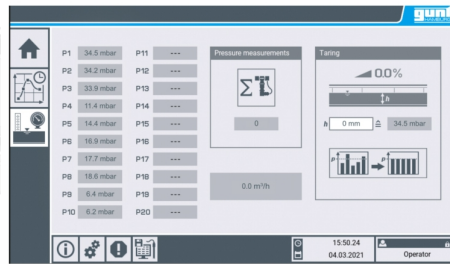 gunt
HAMBURG
P1 34.5 mbar P11 ---
P2 34.2 mbar P12 ---
P3 33.9 mbar P13 ---
P4 11.4 mbar P14 ---
P5 14.4 mbar P15 ---
P6 16.9 mbar P16 ---
P7 17.7 mbar P17 ---
P8 18.6 mbar P18 ---
P9 6.4 mbar P19 ---
P10 6.2 mbar P20 ---
Pressure measurements
Σ
0
0.0 m³/h
Taring
0.0%
h
h 0 mm ≙ 34.5 mbar
P P
15:50.24
04.03.2021
Operator